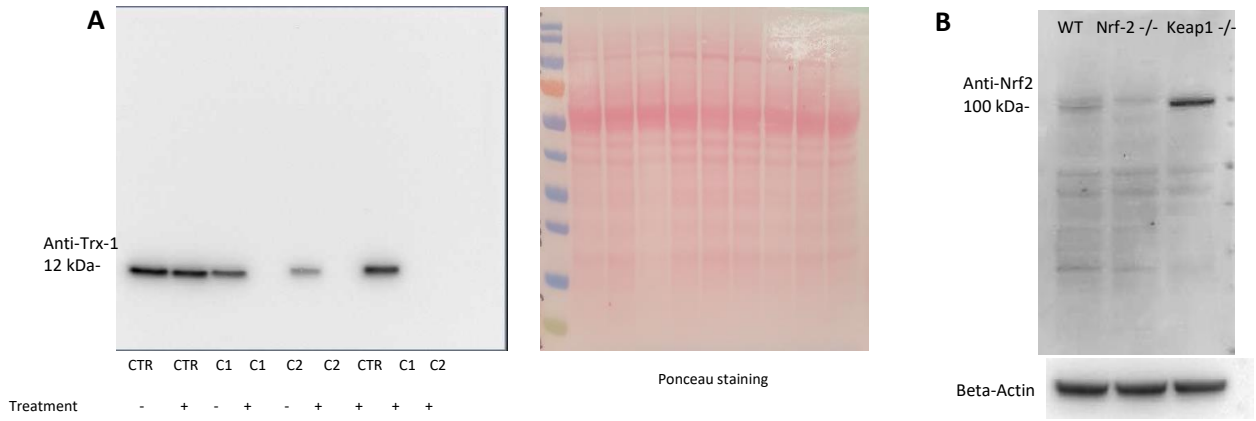 A
Anti-Trx-1
12 kDa-
CTR CTR C1 C1 C2 C2 CTR C1 C2
Treatment - + - + - + + + +
Ponceau staining
B
WT Nrf-2 -/- Keap1 -/-
Anti-Nrf2
100 kDa-
Beta-Actin